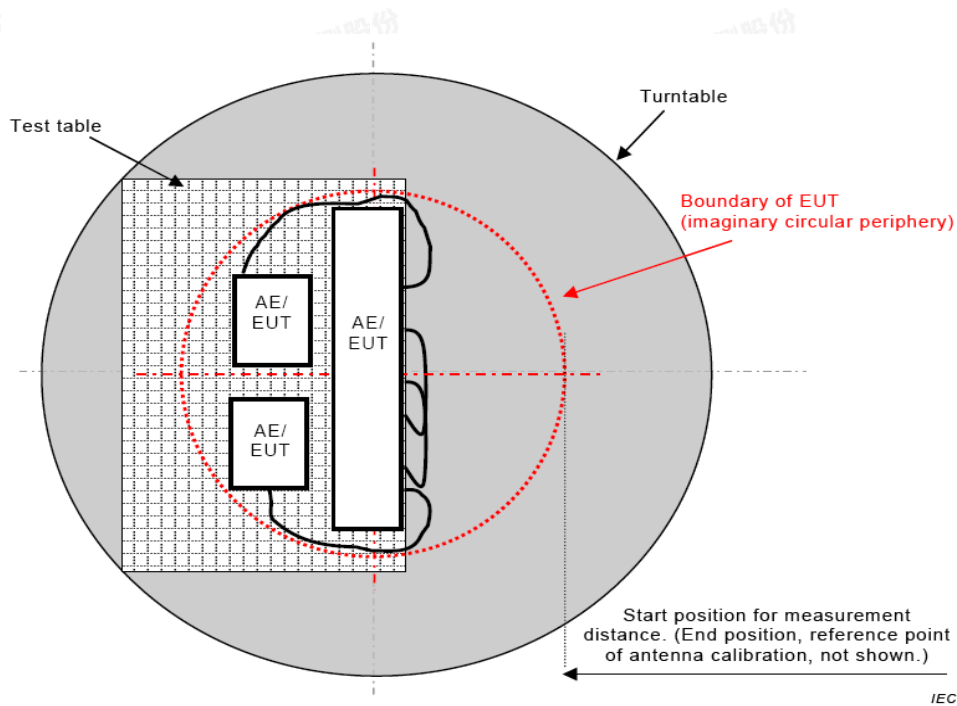 Turntable
Test table
Boundary of EUT
(imaginary circular periphery)
AE/
EUT
AE/
EUT
AE/
EUT
Start position for measurement
distance. (End position, reference point
of antenna calibration, not shown.)
IEC